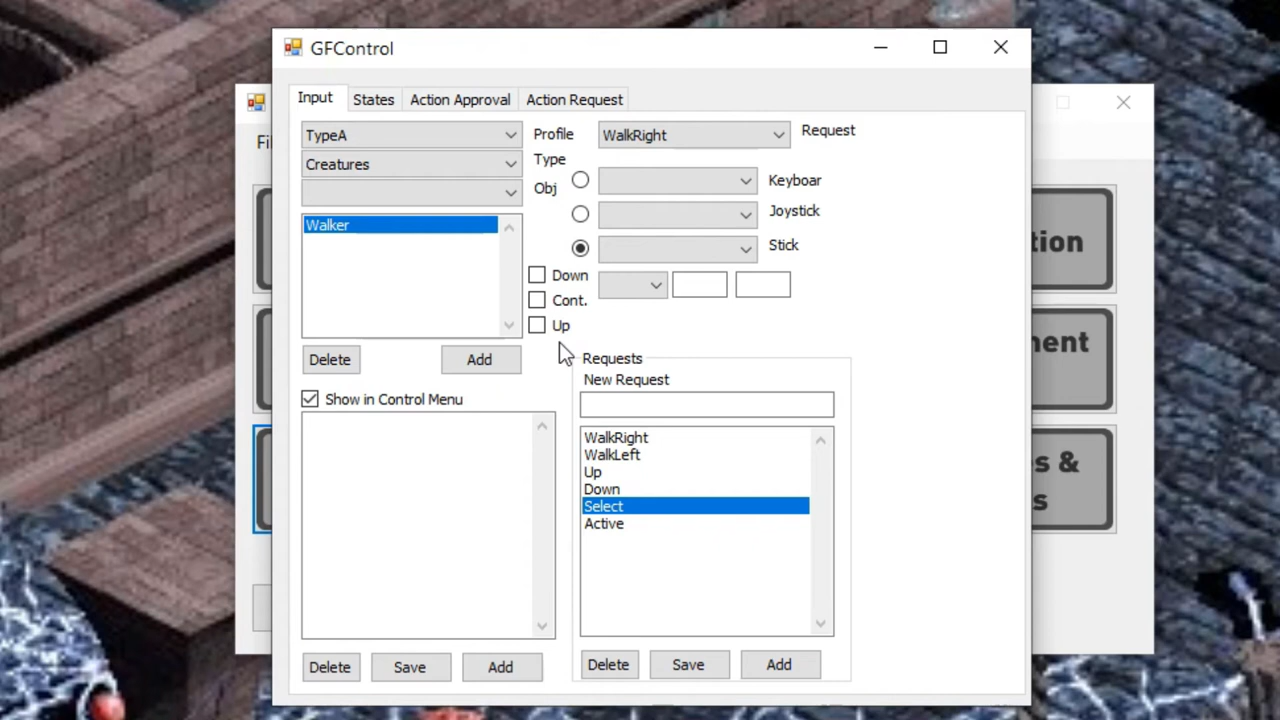 GFControl
Fi
Input
States
Action Approval
Action Request
TypeA
Profile
WalkRight
Request
Creatures
Type
Obj
Keyboar
Joystick
Stick
Walker
Down
Cont.
Up
Delete
Add
Requests
New Request
Show in Control Menu
WalkRight
WalkLeft
Up
Down
Select
Active
Delete
Save
Add
Delete
Save
Add
tion
nent
s &
s